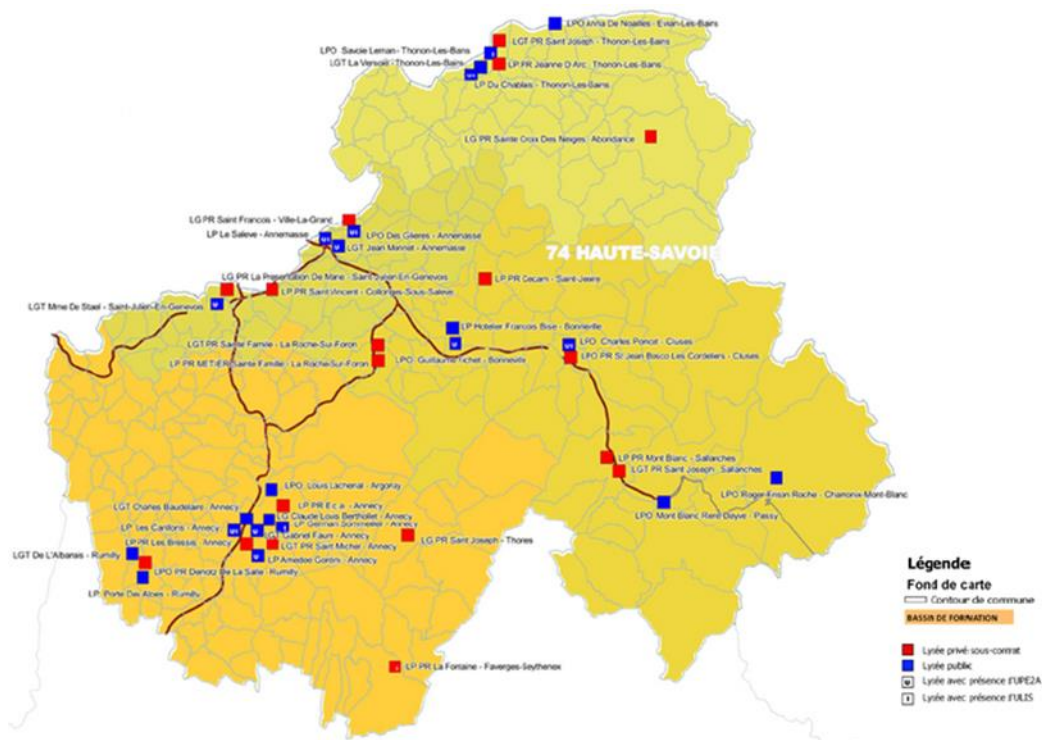 LPO Anna De Noailles - Evian-Les-Bains
LGT PR Saint Joseph - Thonon-Les-Bains
LPO Savoie Leman - Thonon-Les-Bains
LGT La Versoie - Thonon-Les-Bains
LP PR Jeanne D Arc - Thonon-Les-Bains
LP Du Chablais - Thonon-Les-Bains
LG PR Sainte Croix Des Neiges - Abondance
LG PR Saint Francois - Ville-La-Grand
LP Le Saleve - Annemasse
LPO Des Glieres - Annemasse
LGT Jean Monnet - Annemasse
74 HAUTE-SAVOIE
LG PR La Presentation De Marie - Saint-Julien-En-Genevois
LP PR Cecam - Saint-Jeoire
LP PR Saint Vincent - Collonges-Sous-Saleve
LGT Mme De Stael - Saint-Julien-En-Genevois
LP Hotelier Francois Bise - Bonneville
LGT PR Sainte Famille - La Roche-Sur-Foron
LPO Charles Poncet - Cluses
LPO PR St Jean Bosco Les Cordeliers - Cluses
LP PR METIER Sainte Famille - La Roche-Sur-Foron
LPO Guillaume Fichet - Bonneville
LP PR Mont Blanc - Sallanches
LGT PR Saint Joseph - Sallanches
LPO Roger Frison Roche - Chamonix-Mont-Blanc
LPO Mont Blanc René Dayve - Passy
LPO Louis Lachenal - Argonay
LGT Charles Baudelaire - Annecy
LP PR E.c.a - Annecy
LG Claude Louis Berthollet - Annecy
LP Les Carillons - Annecy
LP Germain Sommeiller - Annecy
LGT Gabriel Faure - Annecy
LP PR Les Bressis - Annecy
LGT PR Saint Michel - Annecy
LG PR Saint Joseph - Thones
LGT De L'Albanais - Rumilly
LP Amedee Gordini - Annecy
LPO PR Demotz De La Salle - Rumilly
LP Porte Des Alpes - Rumilly
LP PR La Fontaine - Faverges-Seythenex
Légende
Fond de carte
Contour de commune
BASSIN DE FORMATION
Lysée privé-sous-contrat
Lysée public
U Lysée avec présence d'UPE2A
I Lysée avec présence d'ULIS